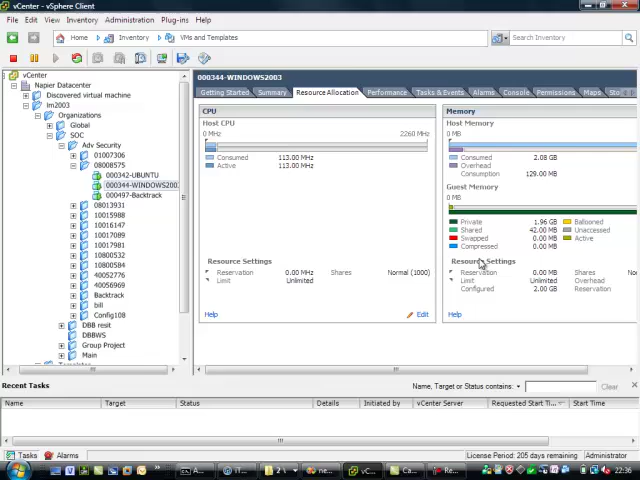 vCenter - vSphere Client
File Edit View Inventory Administration Plug-ins Help
Home Inventory VMs and Templates
Search Inventory
vCenter
Napier Datacenter
Discovered virtual machine
lm2003
Organizations
Global
SOC
Adv Security
01007306
08008575
000342-UBUNTU
000344-WINDOWS2003
000497-Backtrack
08013931
10015988
10016147
10017089
10017981
10800532
10800584
40052776
40056969
Backtrack
bill
Config108
DBB resit
DBBWS
Group Project
Main
000344-WINDOWS2003
Getting Started Summary Resource Allocation Performance Tasks & Events Alarms Console Permissions Maps Sto
CPU
Host CPU
0 MHz 2260 MHz
Consumed 113.00 MHz
Active 113.00 MHz
Resource Settings
Reservation 0.00 MHz Shares Normal (1000)
Limit Unlimited
Help Edit
Memory
Host Memory
0 MB
Consumed 2.08 GB
Overhead
Consumption 129.00 MB
Guest Memory
0 MB
Private 1.96 GB Ballooned
Shared 42.00 MB Unaccessed
Swapped 0.00 MB Active
Compressed 0.00 MB
Resource Settings
Reservation 0.00 MB Shares
Limit Unlimited Overhead
Configured 2.00 GB Reservation
Help
Recent Tasks
Name, Target or Status contains: Clear
Name Target Status Details Initiated by vCenter Server Requested Start Ti... Start Time
Tasks Alarms License Period: 205 days remaining Administrator
A... iT... 2 \ ne... vC... Ca... Re... 22:36